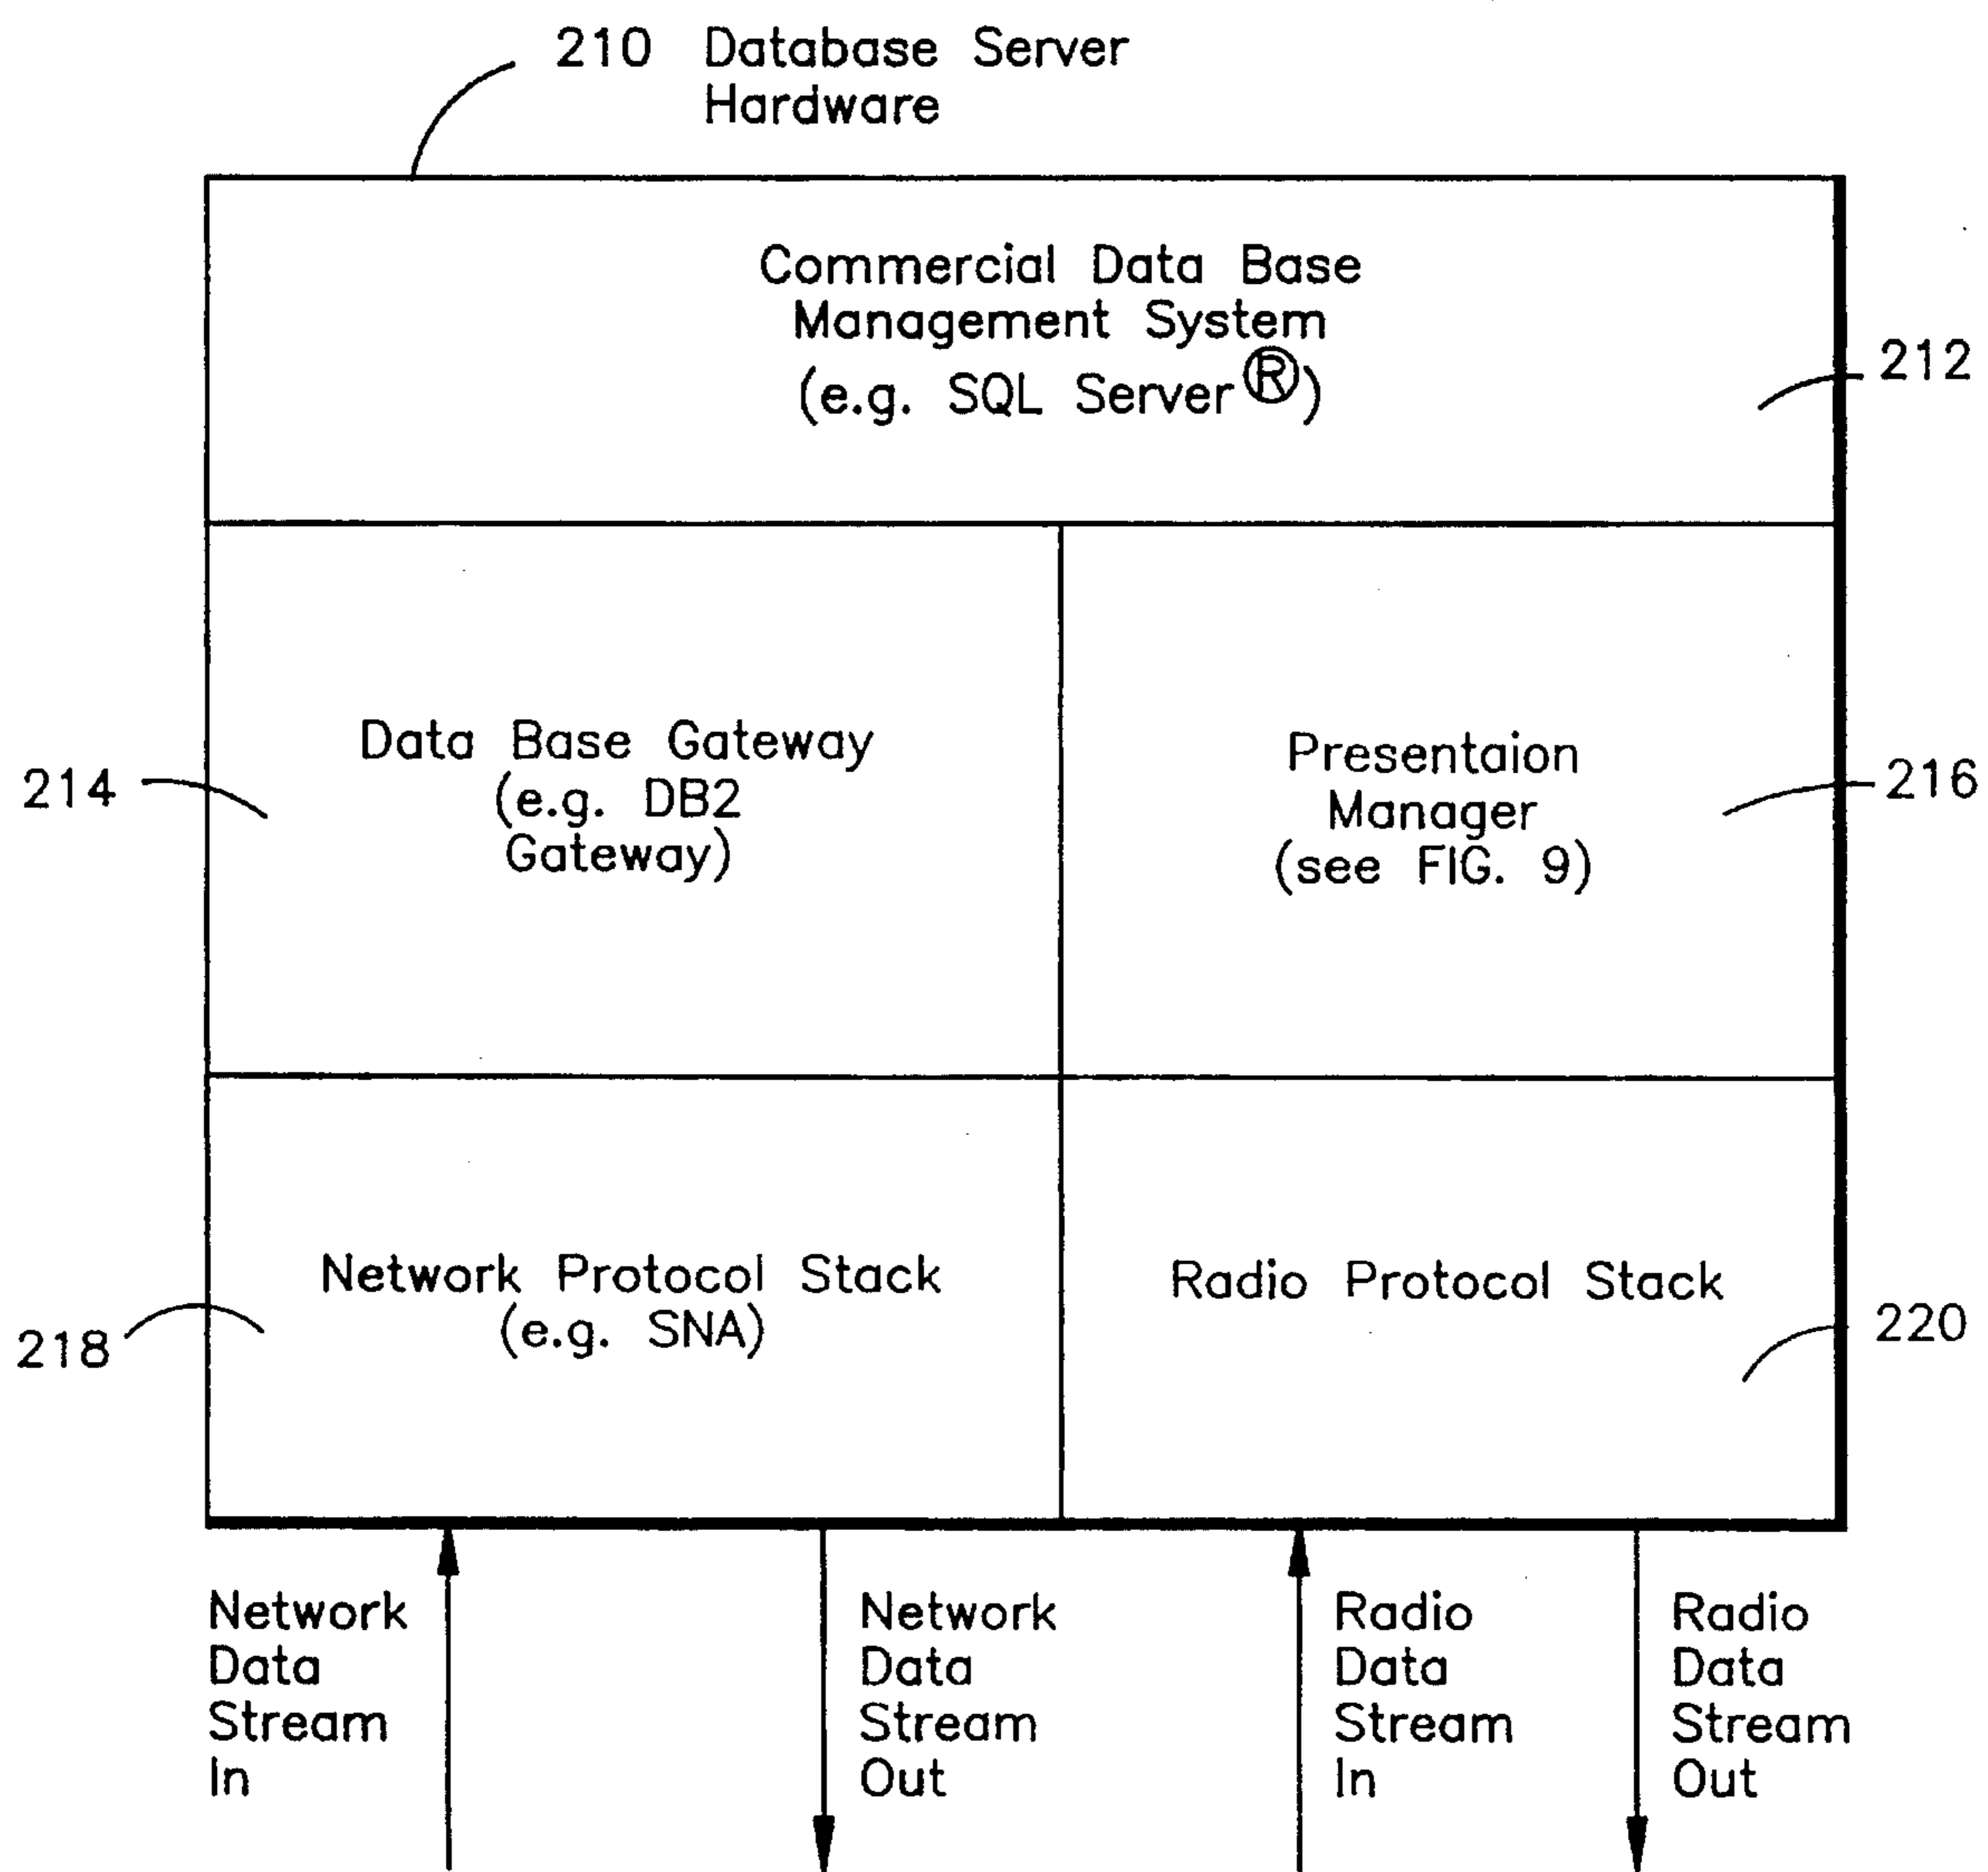 210 Database Server
Hardware
Commercial Data Base
Management System
(e.g. SQL Server®)
212
Data Base Gateway
(e.g. DB2
Gateway)
214
Presentaion
Manager
(see FIG. 9)
216
Network Protocol Stack
(e.g. SNA)
218
Radio Protocol Stack
220
Network
Data
Stream
In
Network
Data
Stream
Out
Radio
Data
Stream
In
Radio
Data
Stream
Out